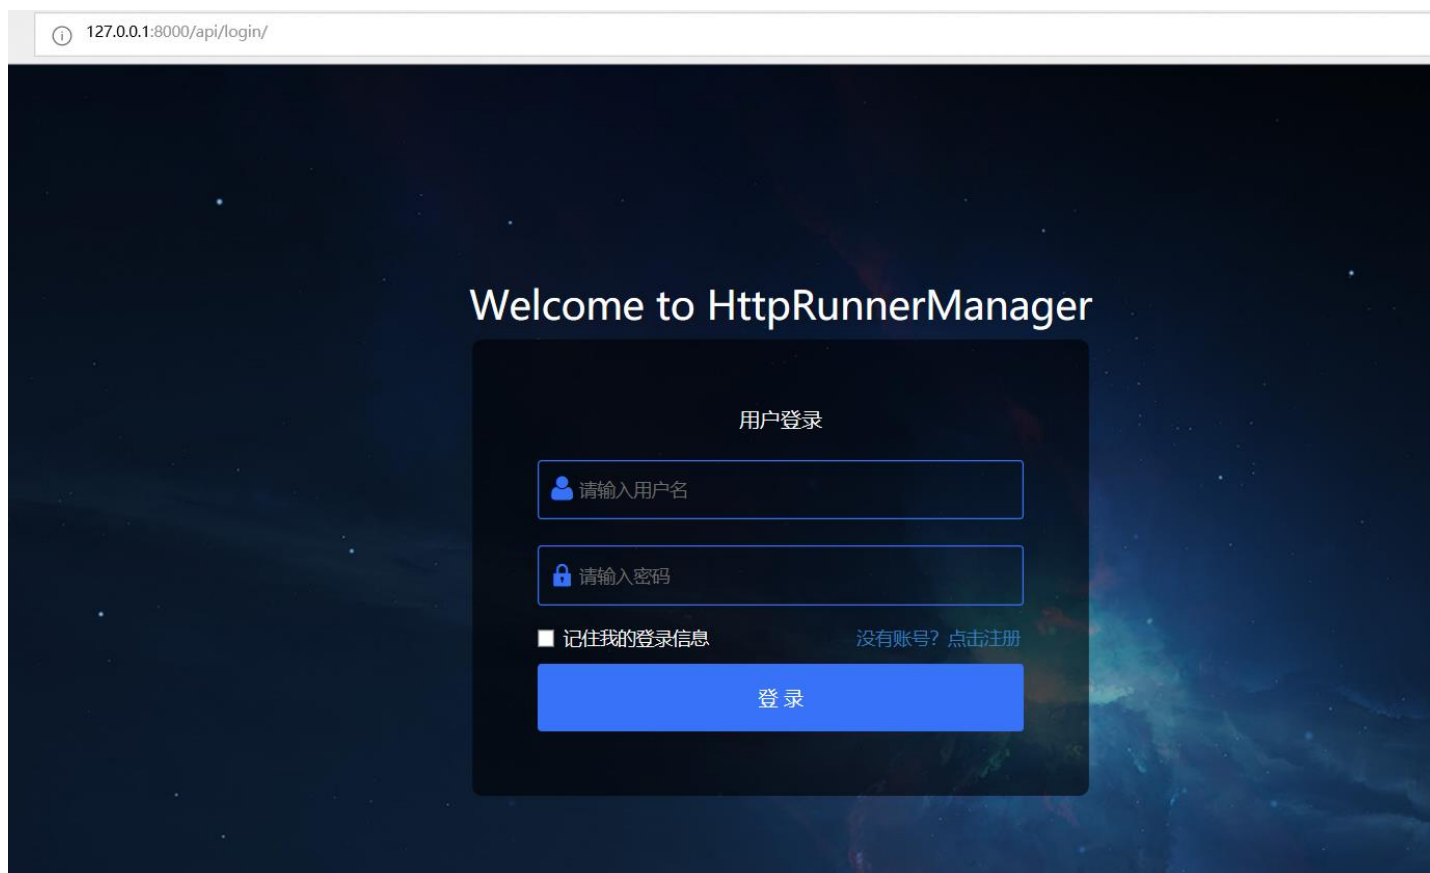 127.0.0.1:8000/api/login/
Welcome to HttpRunnerManager
用户登录
请输入用户名
请输入密码
记住我的登录信息 没有账号？点击注册
登 录